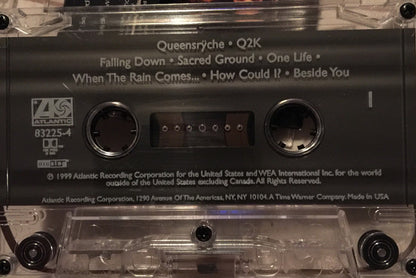 Queensrÿche • Q2K
Falling Down • Sacred Ground • One Life •
When The Rain Comes... • How Could I? • Beside You
ATLANTIC
83225-4
1
℗ 1999 Atlantic Recording Corporation for the United States and WEA International Inc. for the world
outside of the United States excluding Canada. All Rights Reserved.
Atlantic Recording Corporation, 1290 Avenue Of The Americas, NY, NY 10104. A Time Warner Company. Made in USA